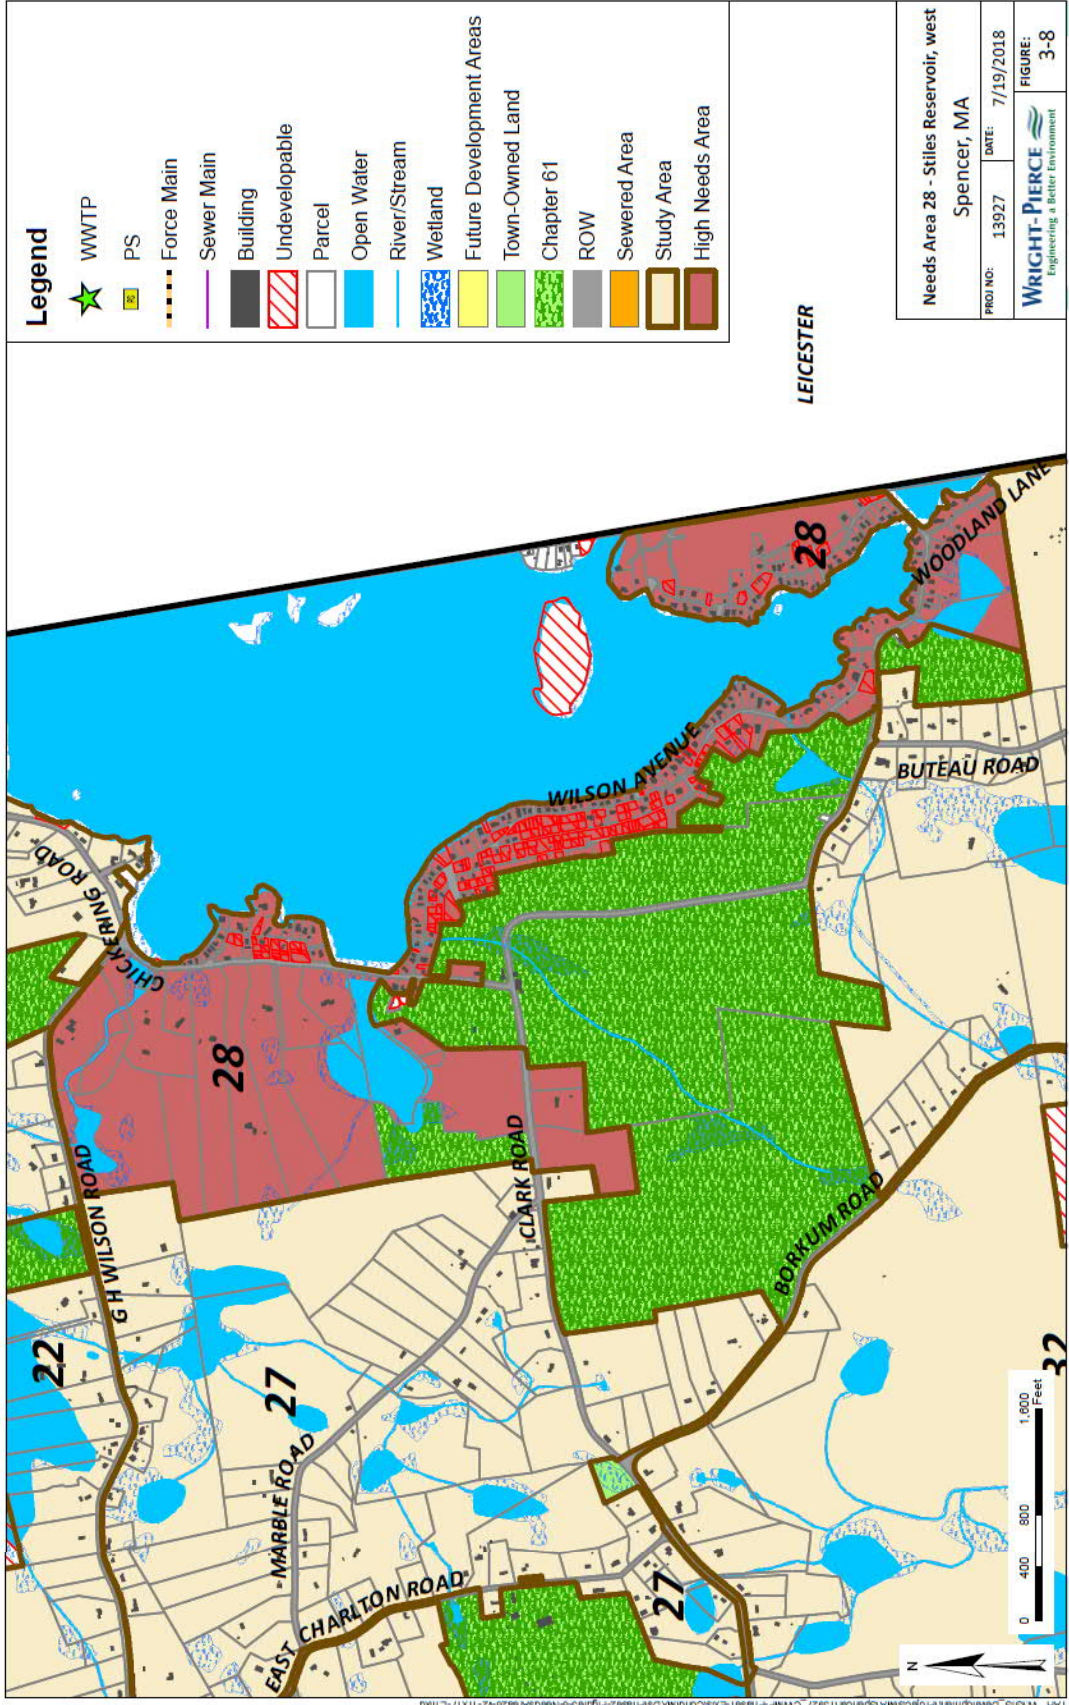 Legend
WWTP
PS
PS
Force Main
Sewer Main
Building
Undevelopable
Parcel
Open Water
River/Stream
Wetland
Future Development Areas
Town-Owned Land
Chapter 61
ROW
Sewered Area
Study Area
High Needs Area
Needs Area 28 - Stiles Reservoir, west
Spencer, MA
PROJ NO: 13927
DATE: 7/19/2018
WRIGHT-PIERCE
Engineering a Better Environment
FIGURE:
3-8
LEICESTER
CHICKERING ROAD
CHICKERING
28
28
WOODLAND LANE
WILSON AVENUE
BUTEAU ROAD
G H WILSON ROAD
CLARK ROAD
BORKUM ROAD
22
27
MARBLE ROAD
EAST CHARLTON ROAD
27
32
N
0 400 800 1,600
Feet